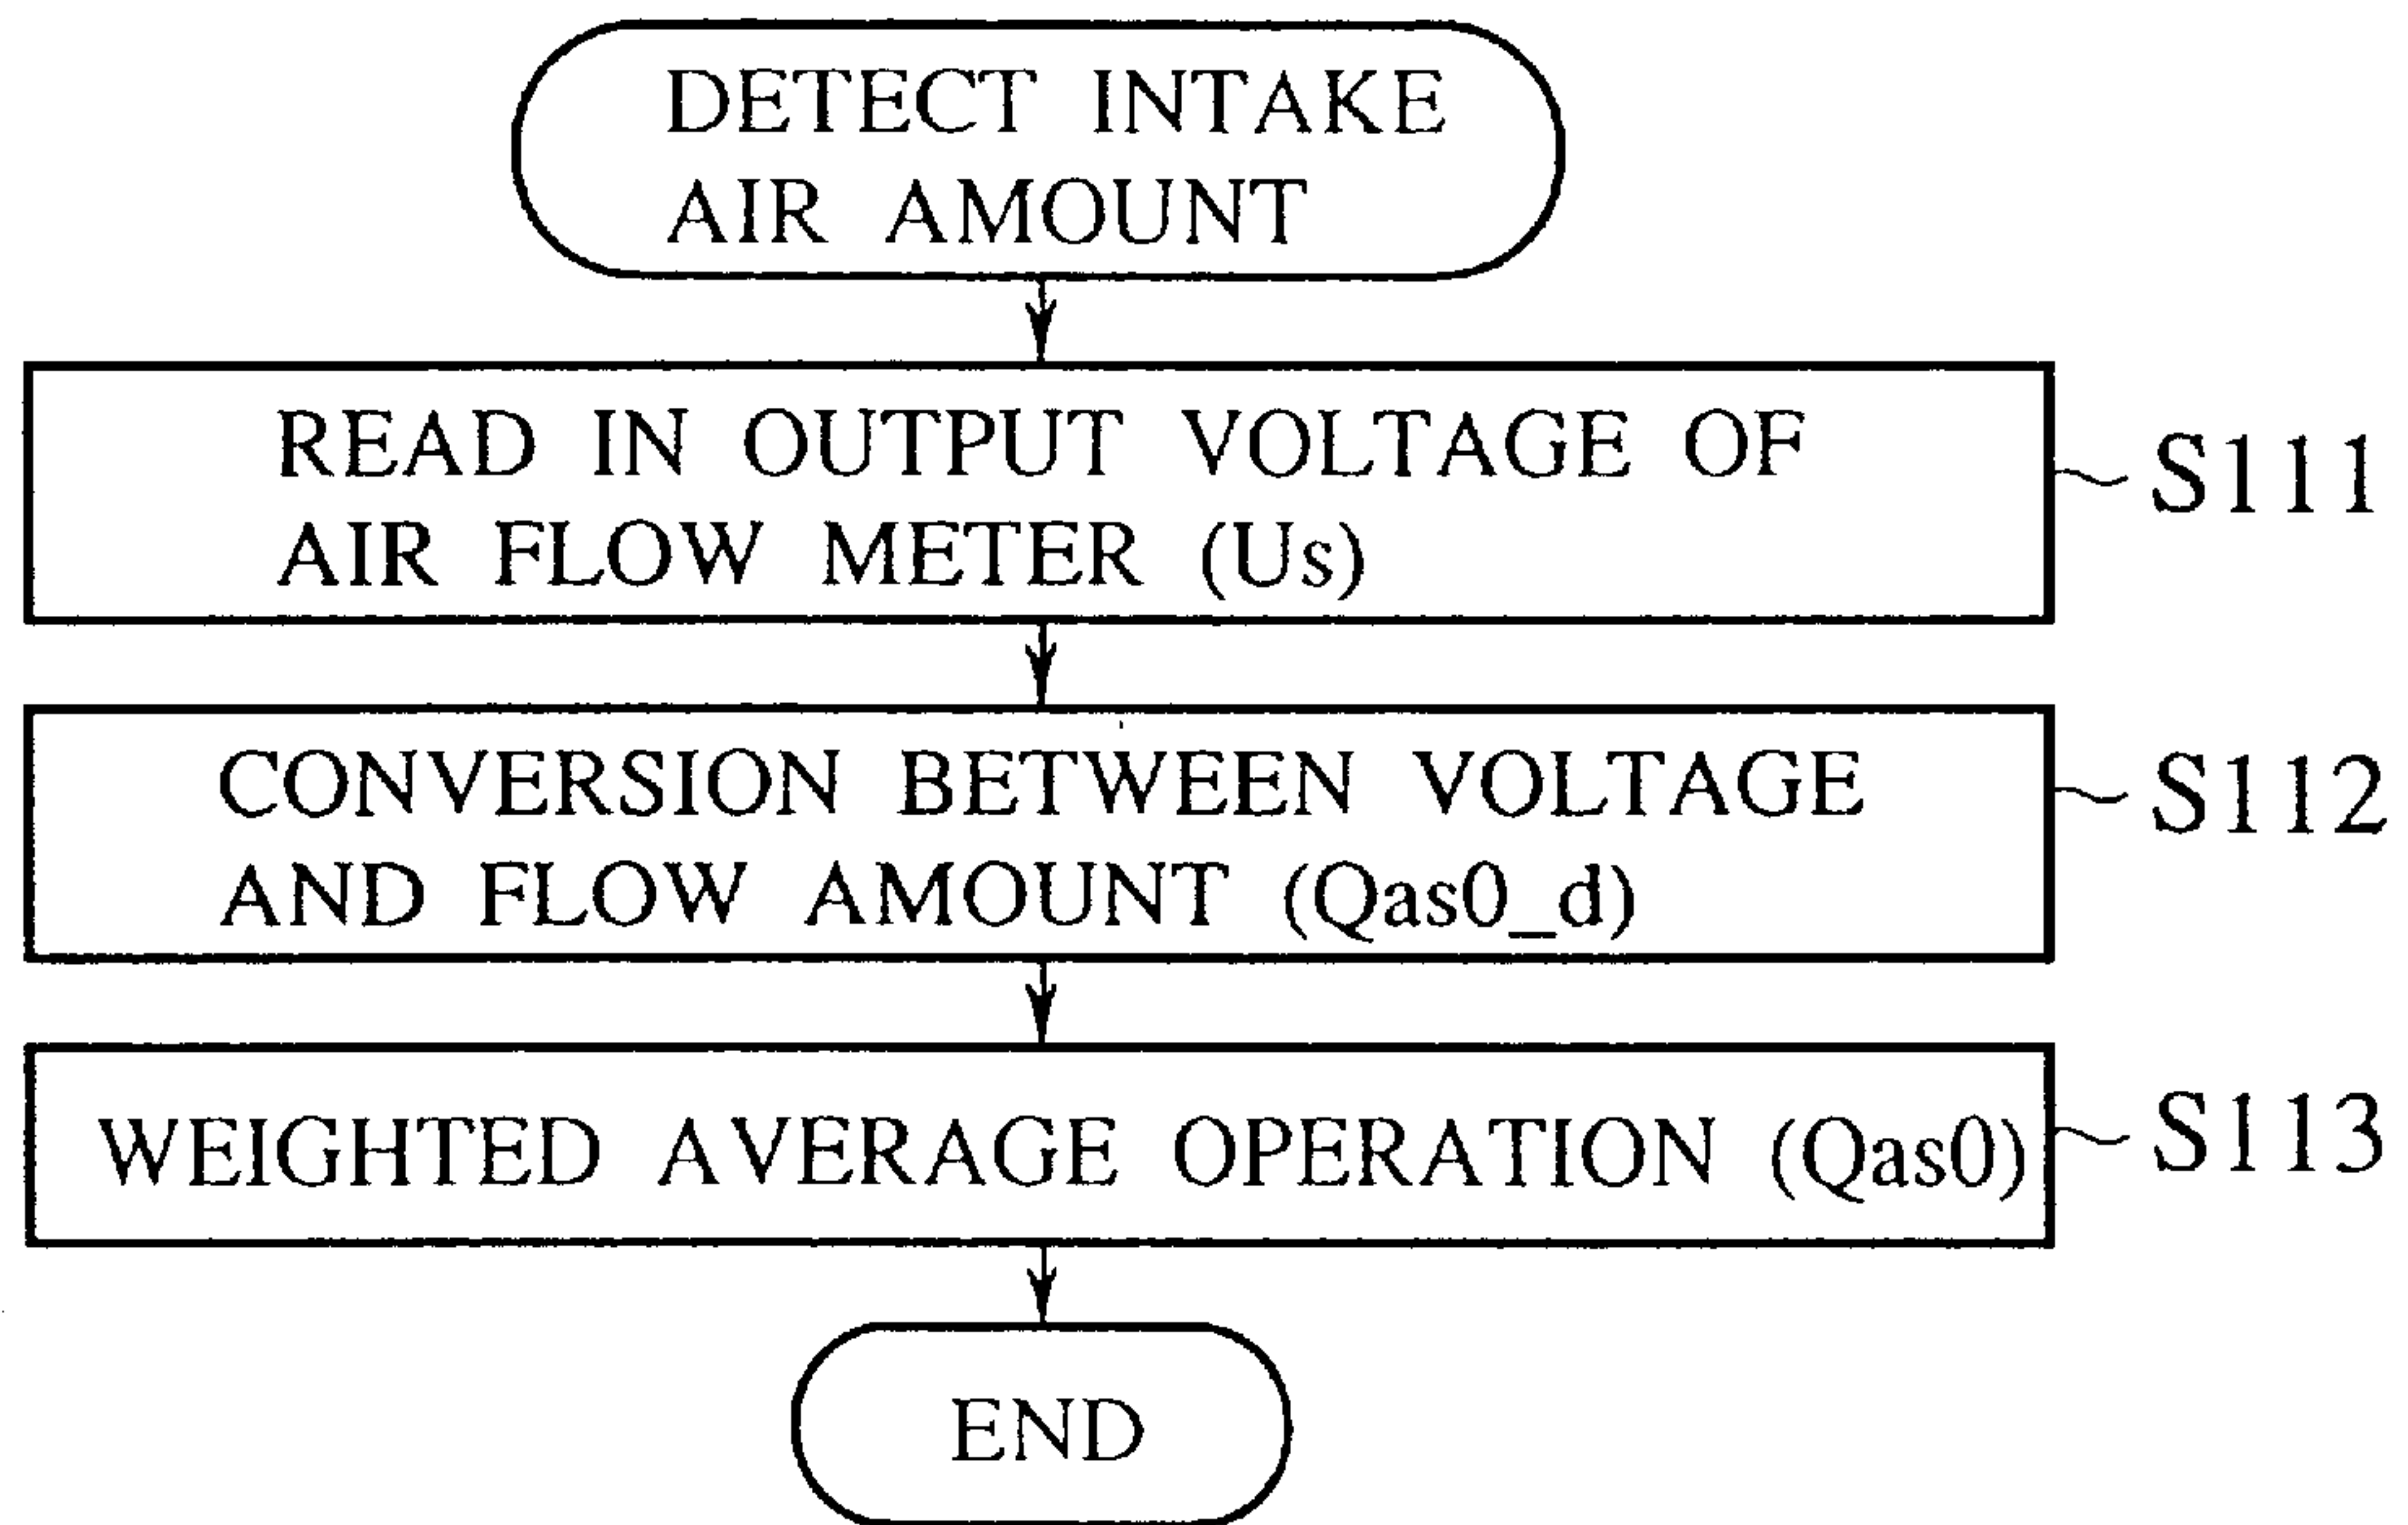 DETECT INTAKE
AIR AMOUNT
READ IN OUTPUT VOLTAGE OF
AIR FLOW METER (Us)
S111
CONVERSION BETWEEN VOLTAGE
AND FLOW AMOUNT (Qas0_d)
S112
WEIGHTED AVERAGE OPERATION (Qas0)
S113
END